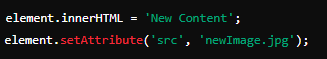 element.innerHTML = 'New Content';
element.setAttribute('src', 'newImage.jpg');